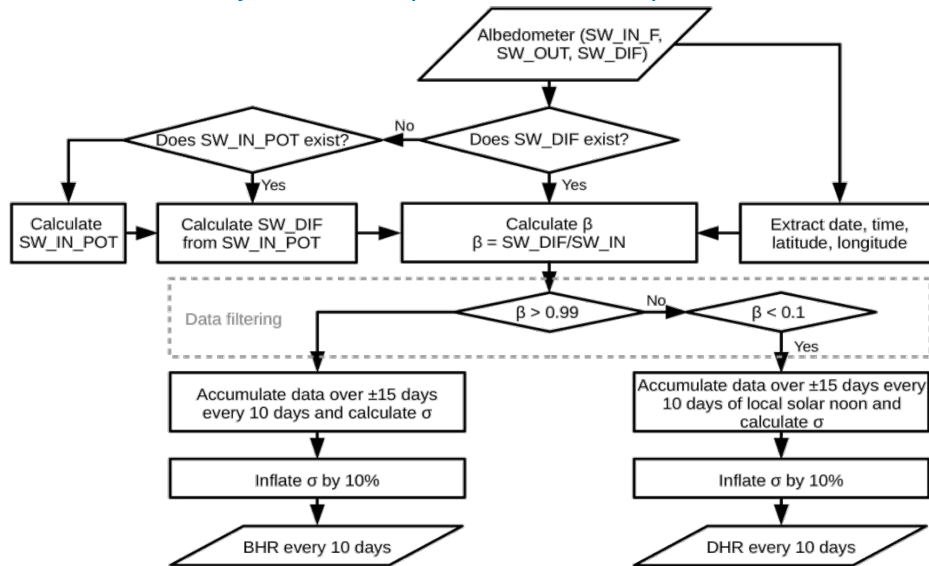 Albedometer (SW_IN_F,
SW_OUT, SW_DIF)
Does SW_IN_POT exist?
No
Does SW_DIF exist?
Yes
Yes
Calculate
SW_IN_POT
Calculate SW_DIF
from SW_IN_POT
Calculate β
β = SW_DIF/SW_IN
Extract date, time,
latitude, longitude
Data filtering
β > 0.99
No
β < 0.1
Yes
Accumulate data over ±15 days
every 10 days and calculate σ
Accumulate data over ±15 days every
10 days of local solar noon and
calculate σ
Inflate σ by 10%
Inflate σ by 10%
BHR every 10 days
DHR every 10 days